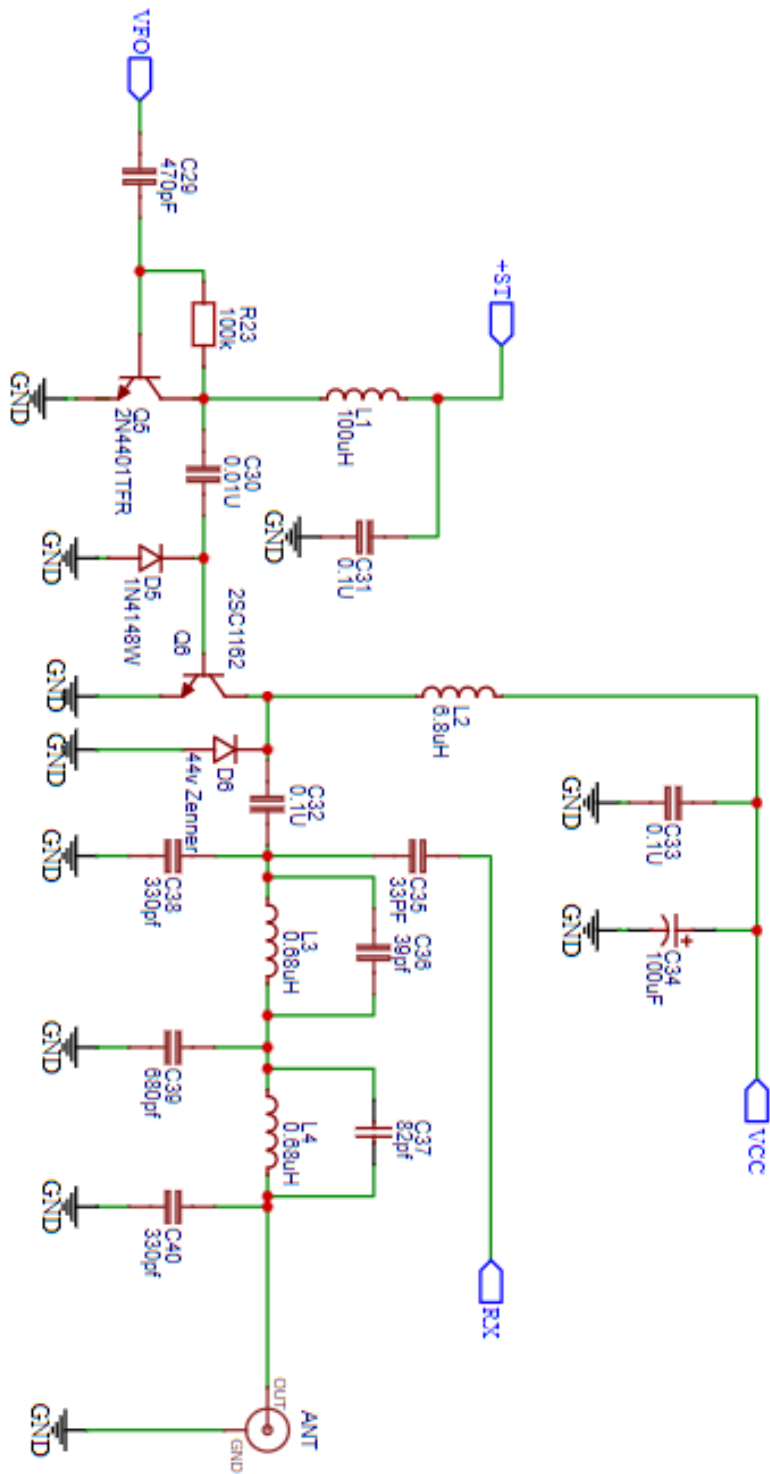 VFO
C29
470pF
R23
100k
+ST
GND
Q5
2N4401TFR
L1
100uH
C30
0.01U
GND
C31
0.1U
GND
D5
1N4148W
2SC1162
Q6
GND
L2
6.8uH
GND
D6
44v Zenner
C32
0.1U
GND
C33
0.1U
GND
C38
330pf
C35
33PF
C36
39pf
L3
0.68uH
GND
C34
100uF
+
GND
C39
680pf
L4
0.68uH
C37
82pf
VCC
GND
C40
330pf
RX
OUT
ANT
GND
GND